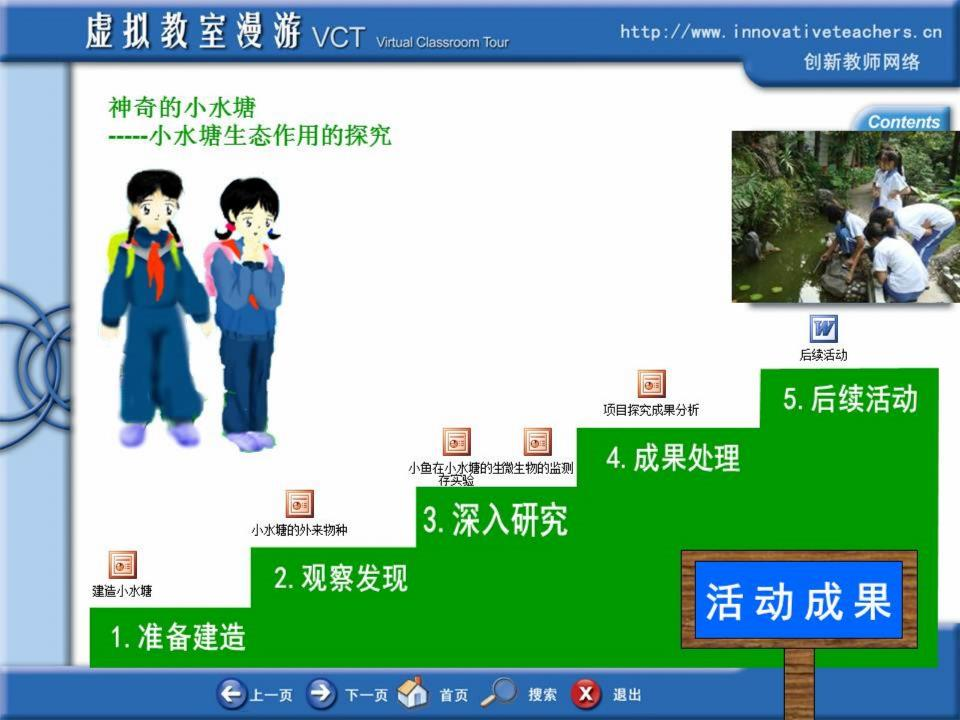 虚拟教室漫游 VCT Virtual Classroom Tour
http://www.innovativeteachers.cn
创新教师网络
神奇的小水塘
-----小水塘生态作用的探究
Contents
后续活动
5.后续活动
项目探究成果分析
4.成果处理
小鱼在小水塘的生存实验
微生物的监测
3.深入研究
小水塘的外来物种
2.观察发现
建造小水塘
1.准备建造
活动成果
上一页 下一页 首页 搜索 退出